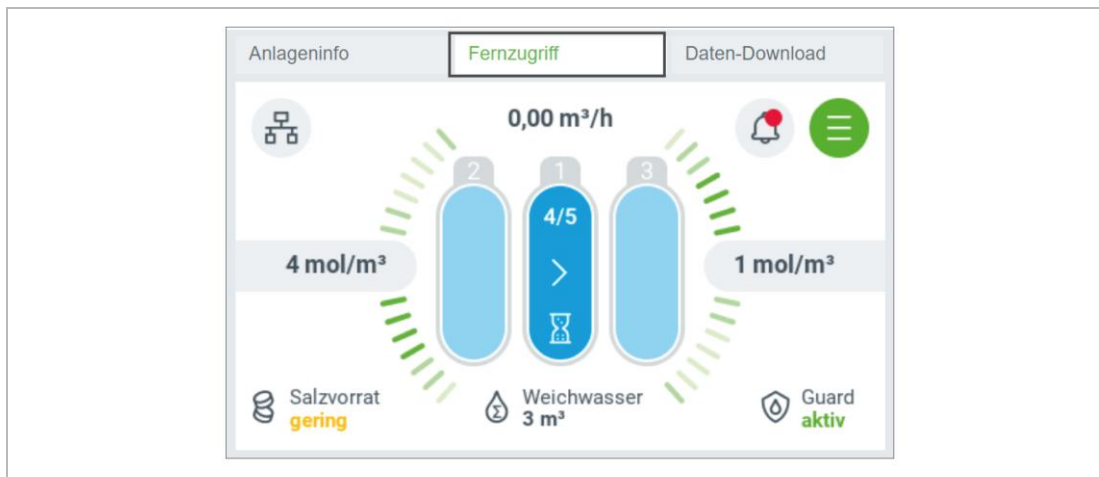 Anlageninfo Fernzugriff Daten-Download
0,00 m³/h
2 1 3
4/5
4 mol/m³ 1 mol/m³
Salzvorrat Weichwasser Guard
gering 3 m³ aktiv